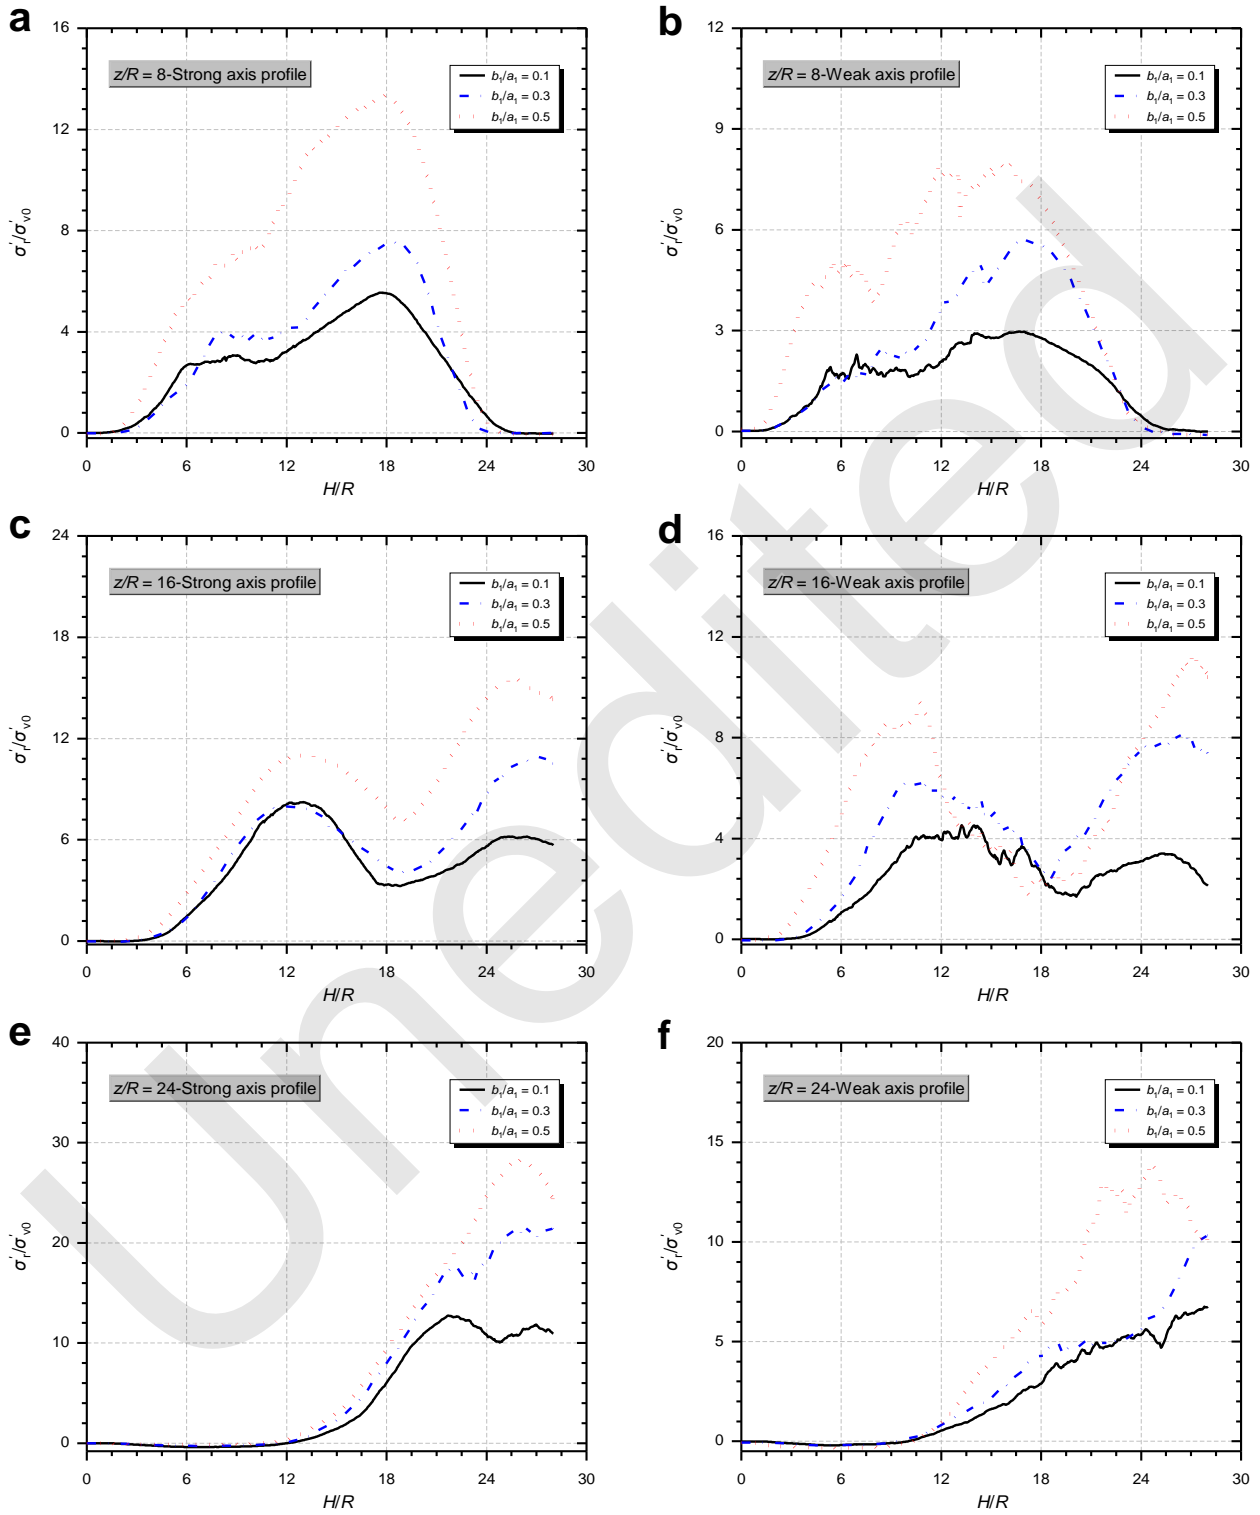 a
16
12
8
4
0
σ'r/σ'v0
z/R = 8-Strong axis profile
b1/a1 = 0.1
b1/a1 = 0.3
b1/a1 = 0.5
0 6 12 18 24 30
H/R
b
12
9
6
3
0
σ'r/σ'v0
z/R = 8-Weak axis profile
b1/a1 = 0.1
b1/a1 = 0.3
b1/a1 = 0.5
0 6 12 18 24 30
H/R
c
24
18
12
6
0
σ'r/σ'v0
z/R = 16-Strong axis profile
b1/a1 = 0.1
b1/a1 = 0.3
b1/a1 = 0.5
0 6 12 18 24 30
H/R
d
16
12
8
4
0
σ'r/σ'v0
z/R = 16-Weak axis profile
b1/a1 = 0.1
b1/a1 = 0.3
b1/a1 = 0.5
0 6 12 18 24 30
H/R
e
40
30
20
10
0
σ'r/σ'v0
z/R = 24-Strong axis profile
b1/a1 = 0.1
b1/a1 = 0.3
b1/a1 = 0.5
0 6 12 18 24 30
H/R
f
20
15
10
5
0
σ'r/σ'v0
z/R = 24-Weak axis profile
b1/a1 = 0.1
b1/a1 = 0.3
b1/a1 = 0.5
0 6 12 18 24 30
H/R
Unedited